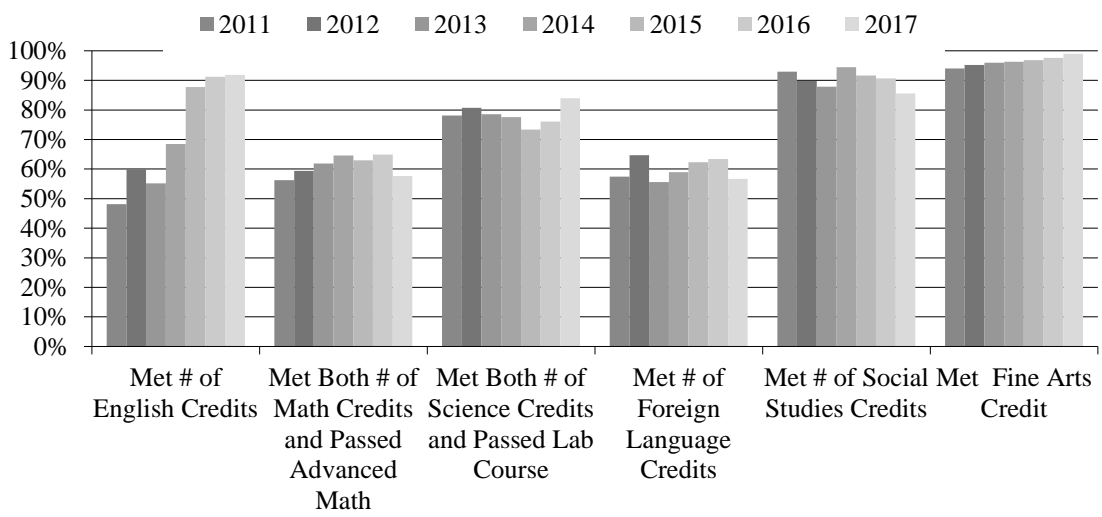 2011 2012 2013 2014 2015 2016 2017
100%
90%
80%
70%
60%
50%
40%
30%
20%
10%
0%
Met # of
English Credits
Met Both # of
Math Credits
and Passed
Advanced
Math
Met Both # of
Science Credits
and Passed Lab
Course
Met # of
Foreign
Language
Credits
Met # of Social
Studies Credits
Met Fine Arts
Credit